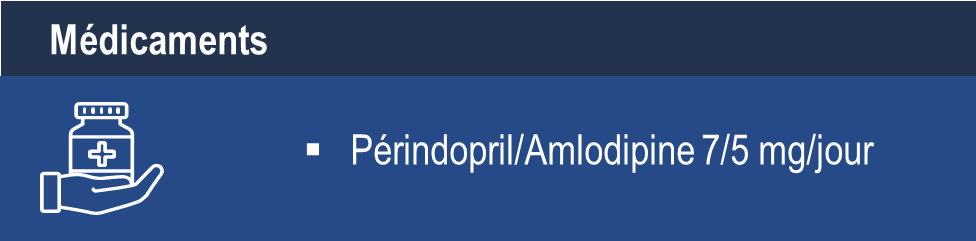 Médicaments
▪ Périndopril/Amlodipine 7/5 mg/jour